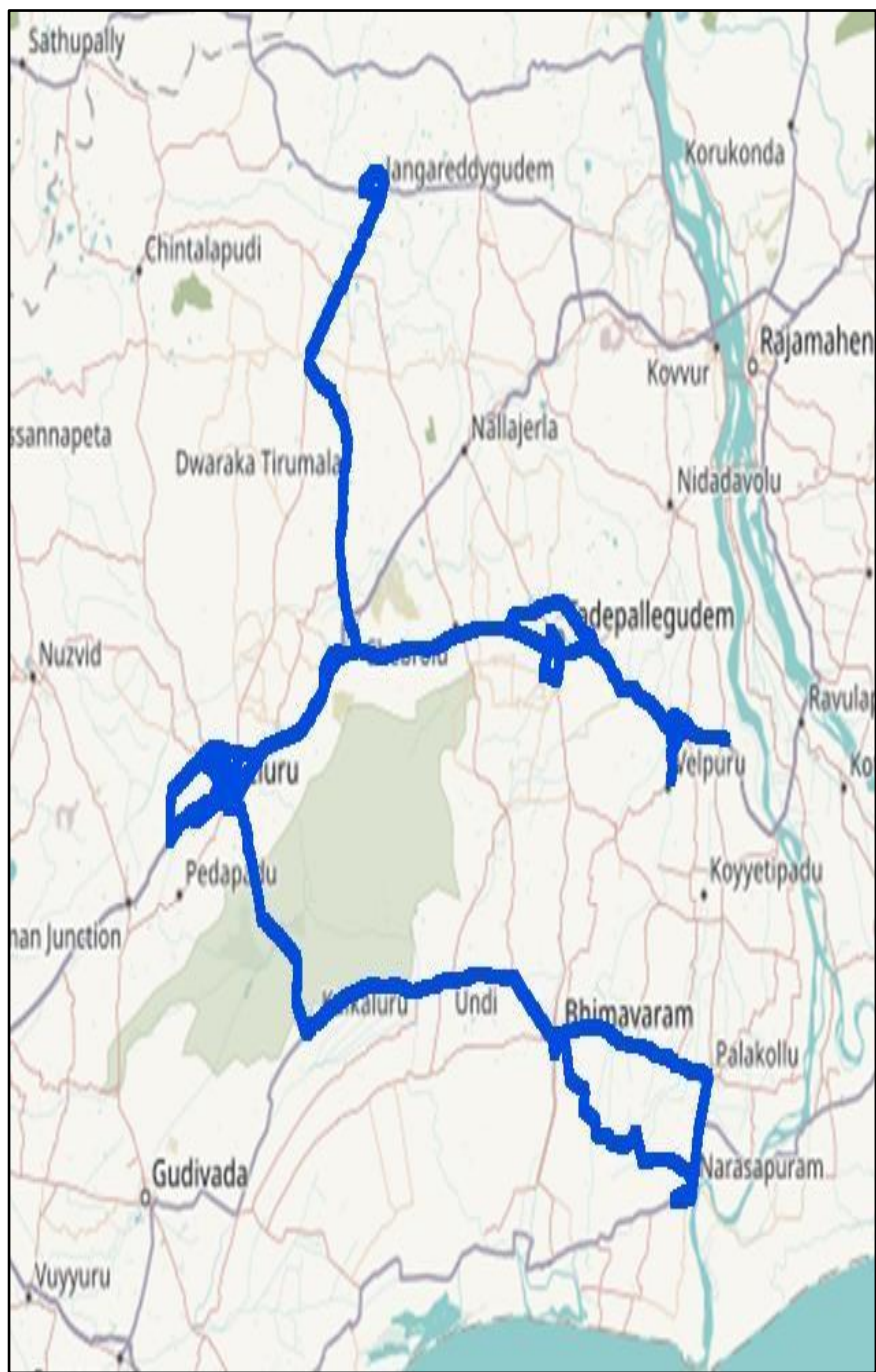 Sathupally
Korukonda
Jangareddygudem
Chintalapudi
Rajamahen
Kovvur
Nallajerla
ssannapeta
Dwaraka Tirumala
Nidadavolu
Tadepallegudem
Nuzvid
Ravulap
Velpuru
Ko
Pedapadu
Koyyetipadu
nan Junction
Undi
Bhimavaram
Palakollu
Narasapuram
Gudivada
Vuyyuru